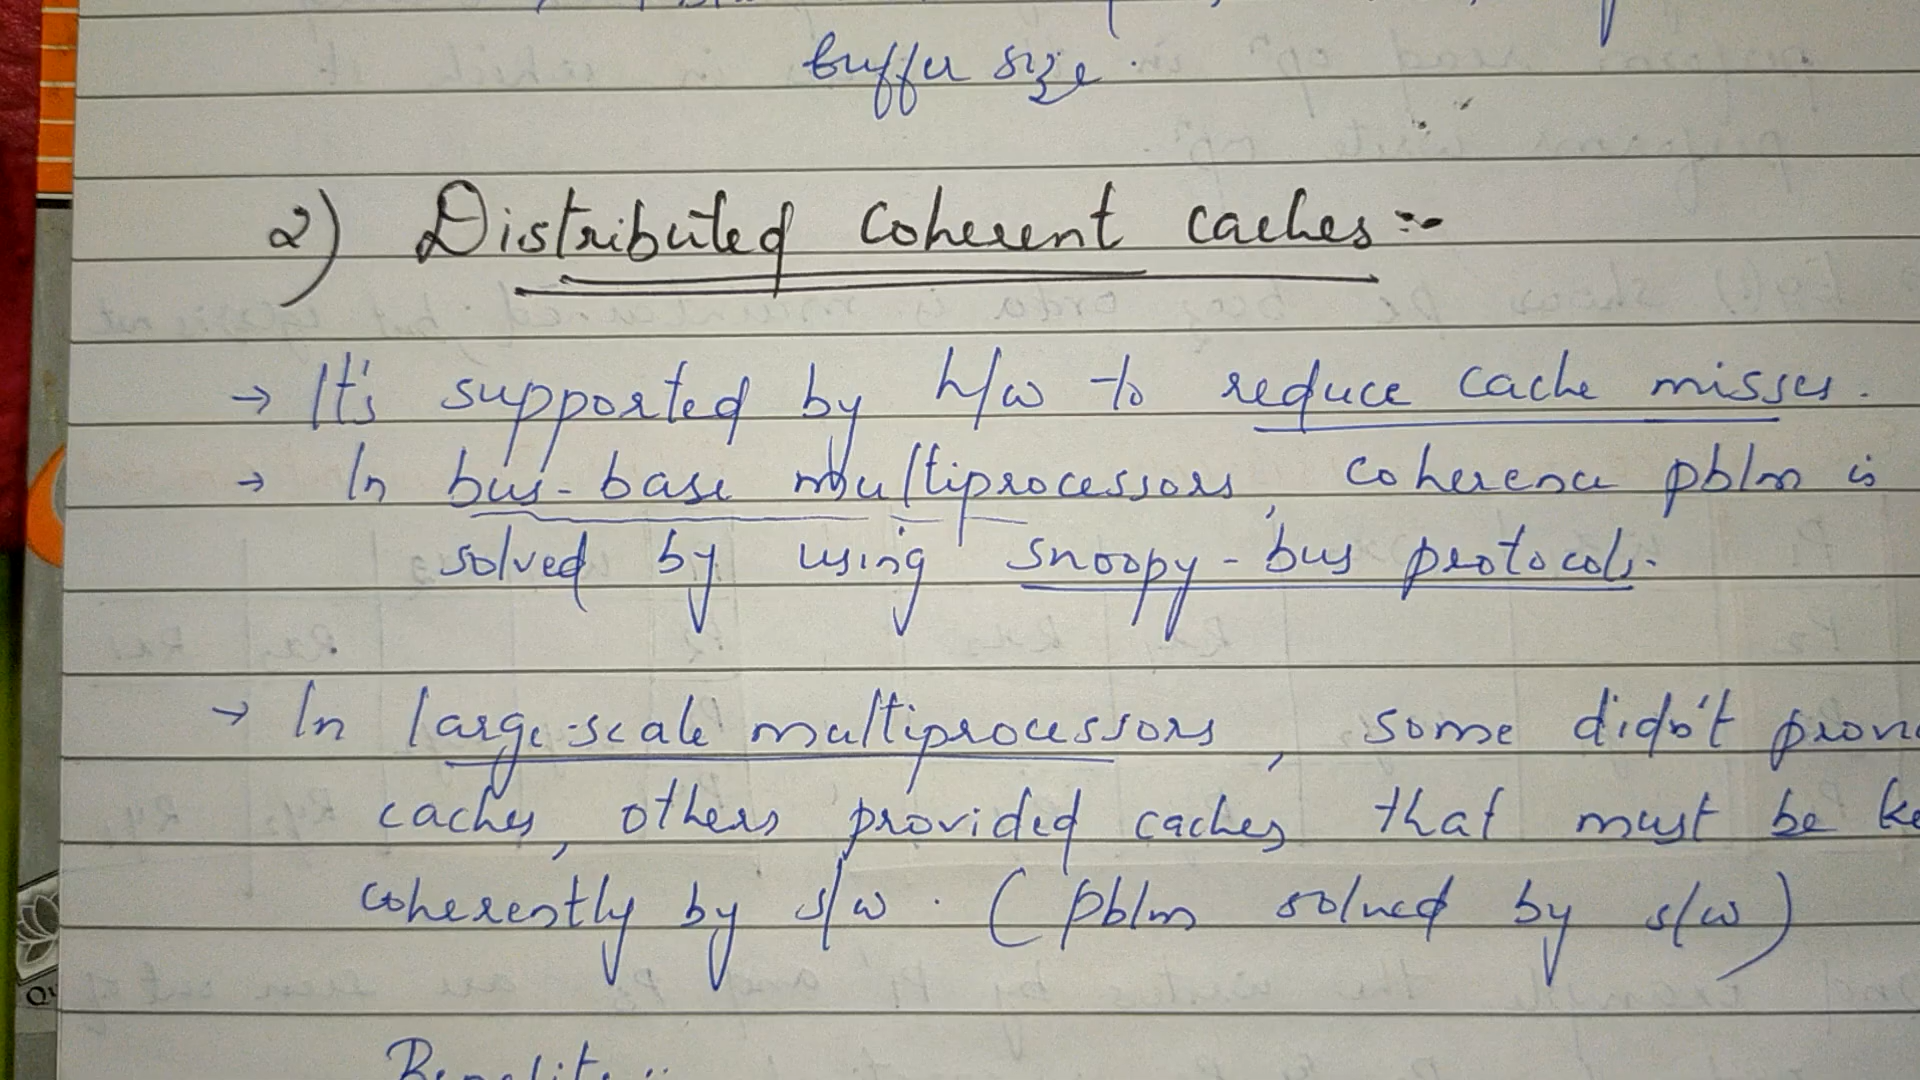 buffer size.
2) Distributed Coherent caches :-
→ It's supported by h/w to reduce cache misses.
→ In bus-base multiprocessors, coherence pblm is
solved by using snoopy-bus protocols.
→ In large-scale multiprocessors, some didn't prov
caches, others provided caches that must be ke
coherently by s/w. (pblm solved by s/w)
Benefits :